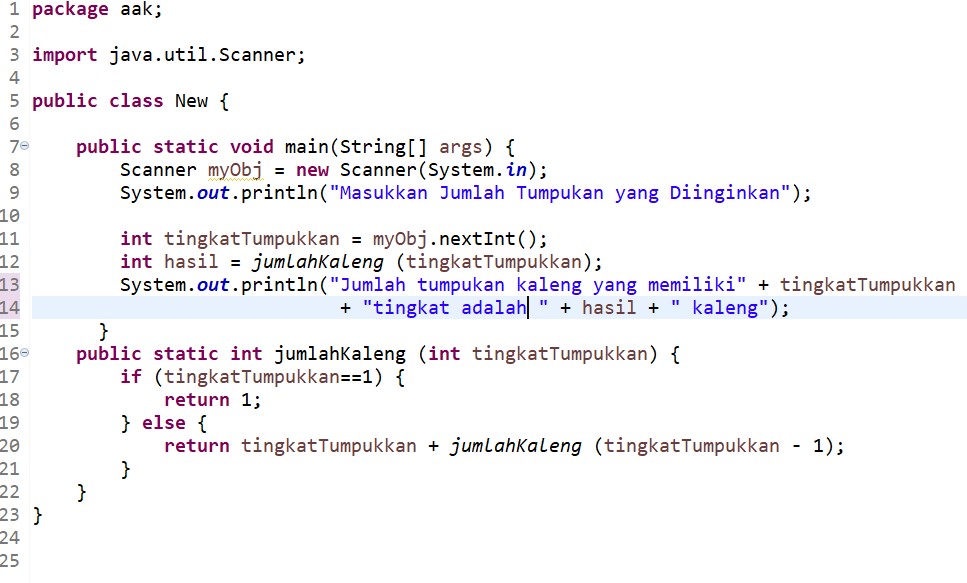 1 package aak;
2
3 import java.util.Scanner;
4
5 public class New {
6
7 public static void main(String[] args) {
8 Scanner myObj = new Scanner(System.in);
9 System.out.println("Masukkan Jumlah Tumpukan yang Diinginkan");
10
11 int tingkatTumpukkan = myObj.nextInt();
12 int hasil = jumlahKaleng (tingkatTumpukkan);
13 System.out.println("Jumlah tumpukan kaleng yang memiliki" + tingkatTumpukkan
14 + "tingkat adalah " + hasil + " kaleng");
15 }
16 public static int jumlahKaleng (int tingkatTumpukkan) {
17 if (tingkatTumpukkan==1) {
18 return 1;
19 } else {
20 return tingkatTumpukkan + jumlahKaleng (tingkatTumpukkan - 1);
21 }
22 }
23 }
24
25